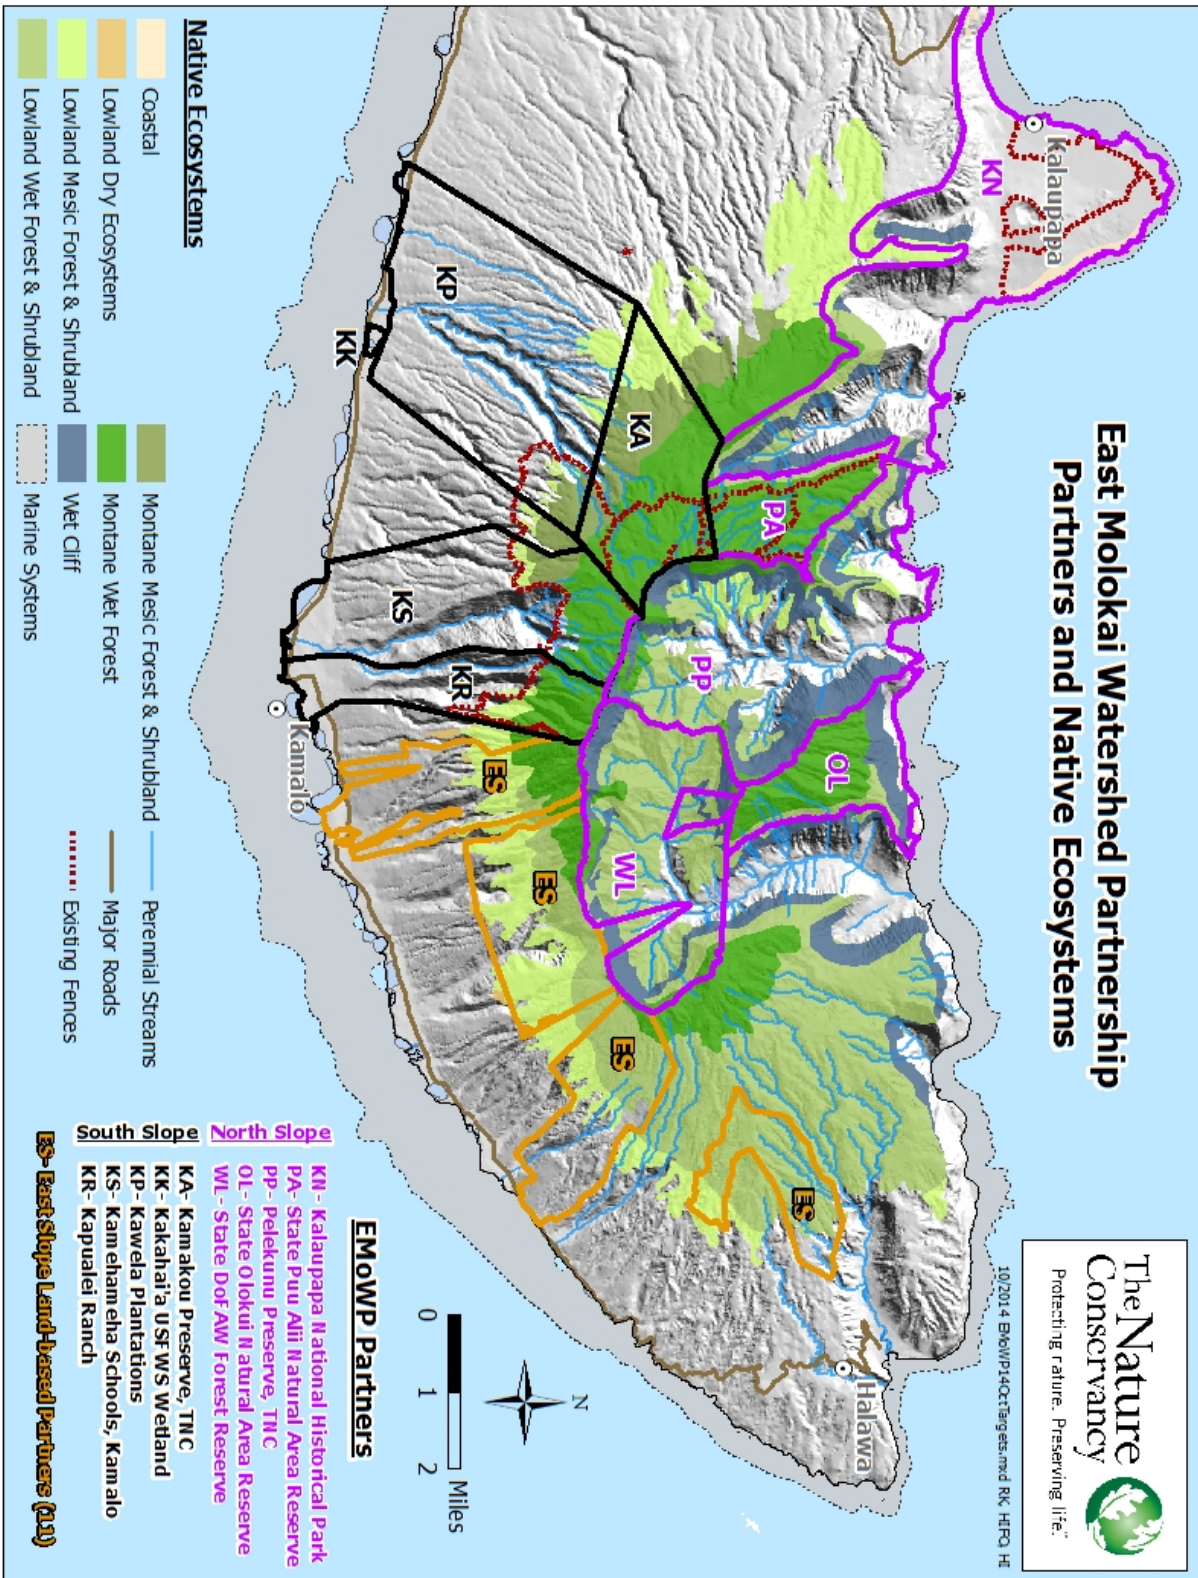 East Molokai Watershed Partnership
Partners and Native Ecosystems
The Nature
Conservancy
Protecting nature. Preserving life.™
10/2014 EMoWP14OctTargets.mxd RK, HIFO, HI
Kalaupapa
KN
PA
OL
PP
WL
KA
KP
KK
KS
KR
ES
ES
ES
ES
Kamalo
Halawa
N
0 1 2 Miles
Native Ecosystems
Coastal
Lowland Dry Ecosystems
Lowland Mesic Forest & Shrubland
Lowland Wet Forest & Shrubland
Montane Mesic Forest & Shrubland
Montane Wet Forest
Wet Cliff
Marine Systems
Perennial Streams
Major Roads
Existing Fences
EMoWP Partners
North Slope
KN- Kalaupapa National Historical Park
PA- State Puu Alii Natural Area Reserve
PP- Pelekunu Preserve, TNC
OL- State Olokui Natural Area Reserve
WL- State DoFAW Forest Reserve
South Slope
KA- Kamakou Preserve, TNC
KK- Kakahai'a USFWS Wetland
KP- Kawela Plantations
KS- Kamehameha Schools, Kamalo
KR- Kapualei Ranch
ES- East Slope Land-based Partners (11)